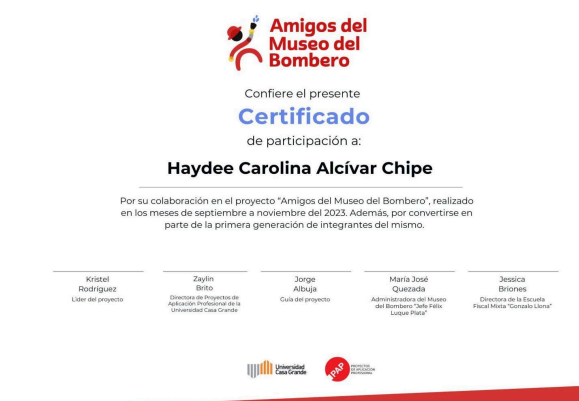 Amigos del
Museo del
Bombero
Confiere el presente
Certificado
de participación a:
Haydee Carolina Alcívar Chipe
Por su colaboración en el proyecto "Amigos del Museo del Bombero", realizado
en los meses de septiembre a noviembre del 2023. Además, por convertirse en
parte de la primera generación de integrantes del mismo.
Kristel
Rodríguez
Líder del proyecto
Zaylin
Brito
Directora de Proyectos de
Aplicación Profesional de la
Universidad Casa Grande
Jorge
Albuja
Guía del proyecto
María José
Quezada
Administradora del Museo
del Bombero "Jefe Félix
Luque Plata"
Jessica
Briones
Directora de la Escuela
Fiscal Mixta "Gonzalo Llona"
Universidad
Casa Grande
PAP
PROYECTOS
DE APLICACIÓN
PROFESIONAL